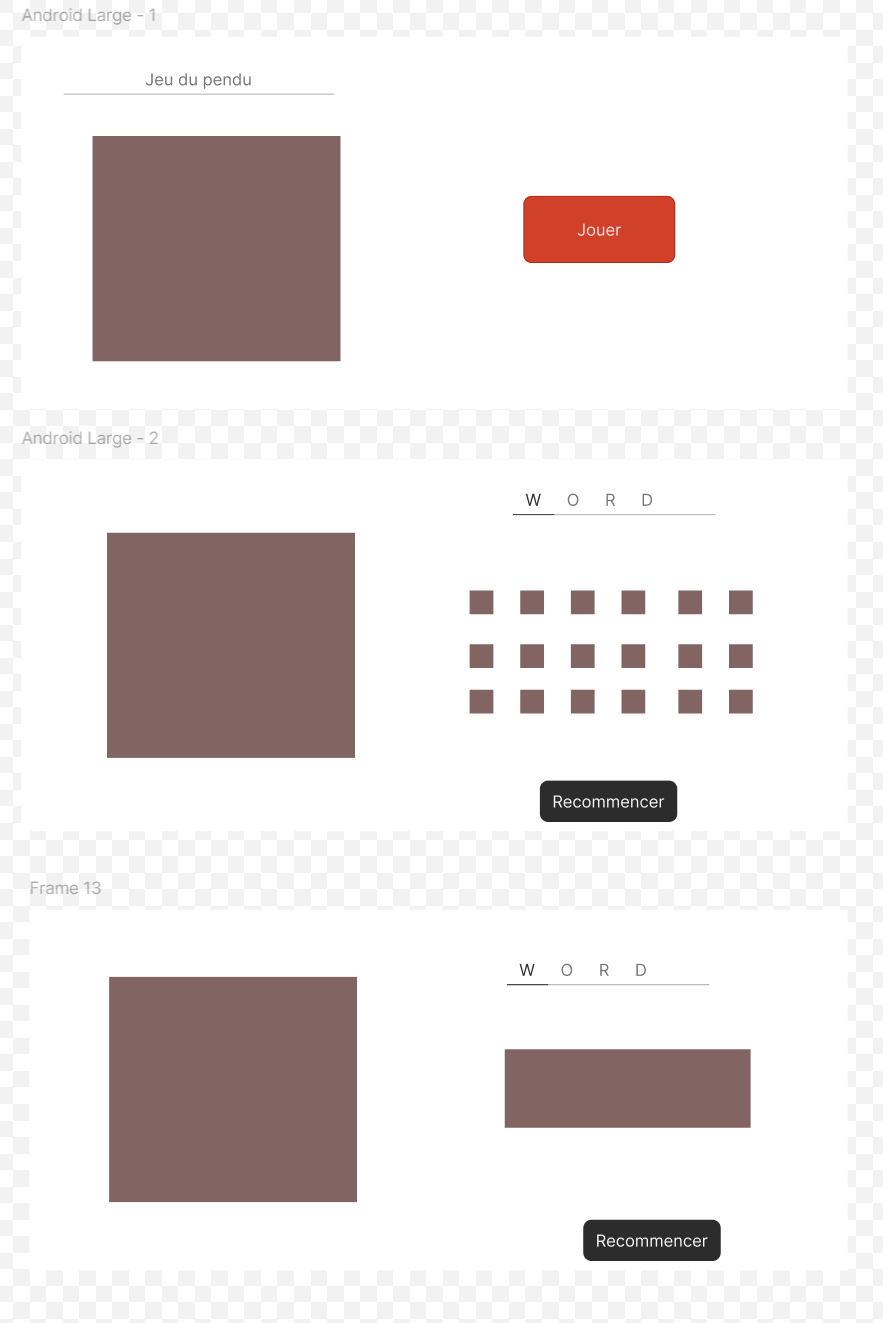 Android Large - 1
Jeu du pendu
Jouer
Android Large - 2
W O R D
Recommencer
Frame 13
W O R D
Recommencer